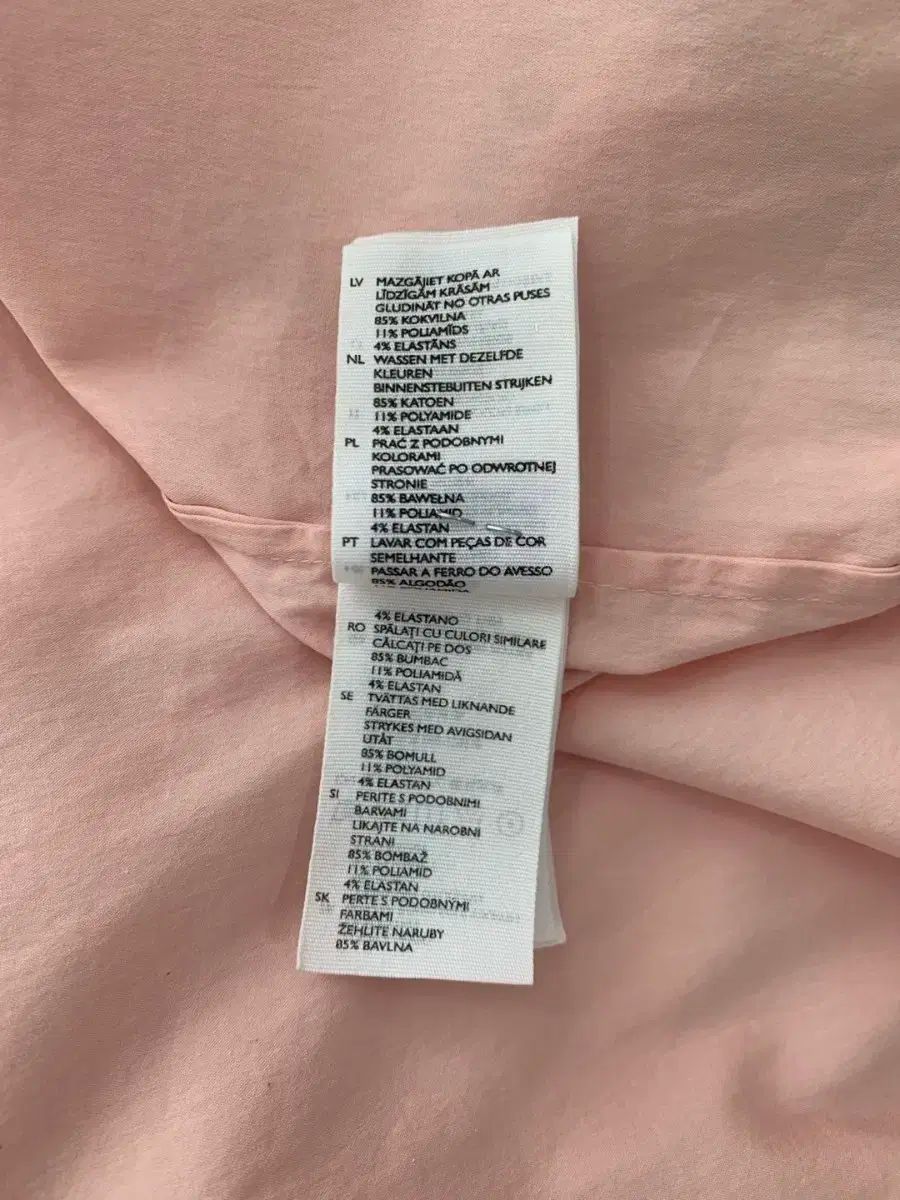 LV MAZGĀJIET KOPĀ AR
LĪDZĪGĀM KRĀSĀM
GLUDINĀT NO OTRAS PUSES
85% KOKVILNA
11% POLIAMĪDS
4% ELASTĀNS
NL WASSEN MET DEZELFDE
KLEUREN
BINNENSTEBUITEN STRIJKEN
85% KATOEN
11% POLYAMIDE
4% ELASTAAN
PL PRAĆ Z PODOBNYMI
KOLORAMI
PRASOWAĆ PO ODWROTNEJ
STRONIE
85% BAWEŁNA
11% POLIAMID
4% ELASTAN
PT LAVAR COM PEÇAS DE COR
SEMELHANTE
PASSAR A FERRO DO AVESSO
85% ALGODÃO
4% ELASTANO
RO SPĂLAȚI CU CULORI SIMILARE
CĂLCAȚI PE DOS
85% BUMBAC
11% POLIAMIDĂ
4% ELASTAN
SE TVÄTTAS MED LIKNANDE
FÄRGER
STRYKES MED AVIGSIDAN
UTÅT
85% BOMULL
11% POLYAMID
4% ELASTAN
SI PERITE S PODOBNIMI
BARVAMI
LIKAJTE NA NAROBNI
STRANI
85% BOMBAŽ
11% POLIAMID
4% ELASTAN
SK PERTE S PODOBNÝMI
FARBAMI
ŽEHLITE NARUBY
85% BAVLNA